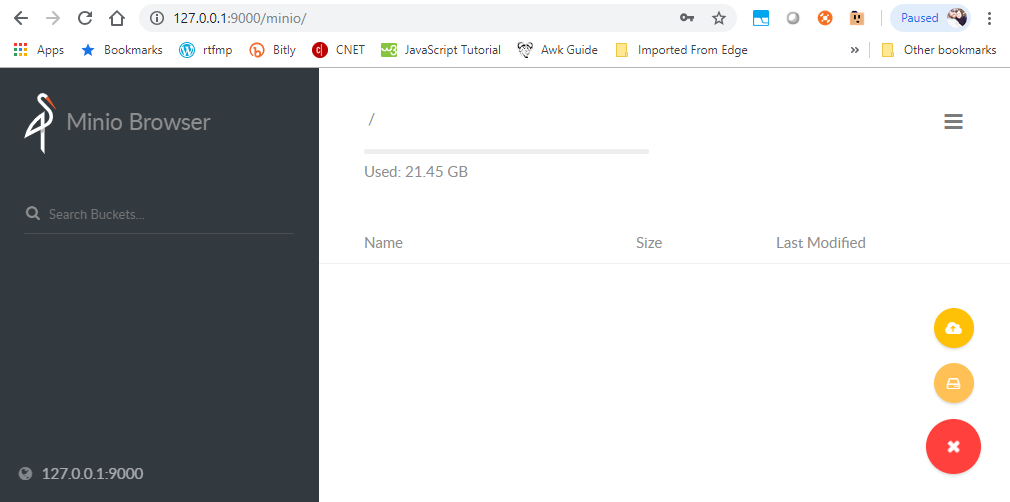 127.0.0.1:9000/minio/
Paused
Apps
Bookmarks
rtfmp
Bitly
CNET
JavaScript Tutorial
Awk Guide
Imported From Edge
»
Other bookmarks
Minio Browser
/
Used: 21.45 GB
Search Buckets...
Name Size Last Modified
127.0.0.1:9000